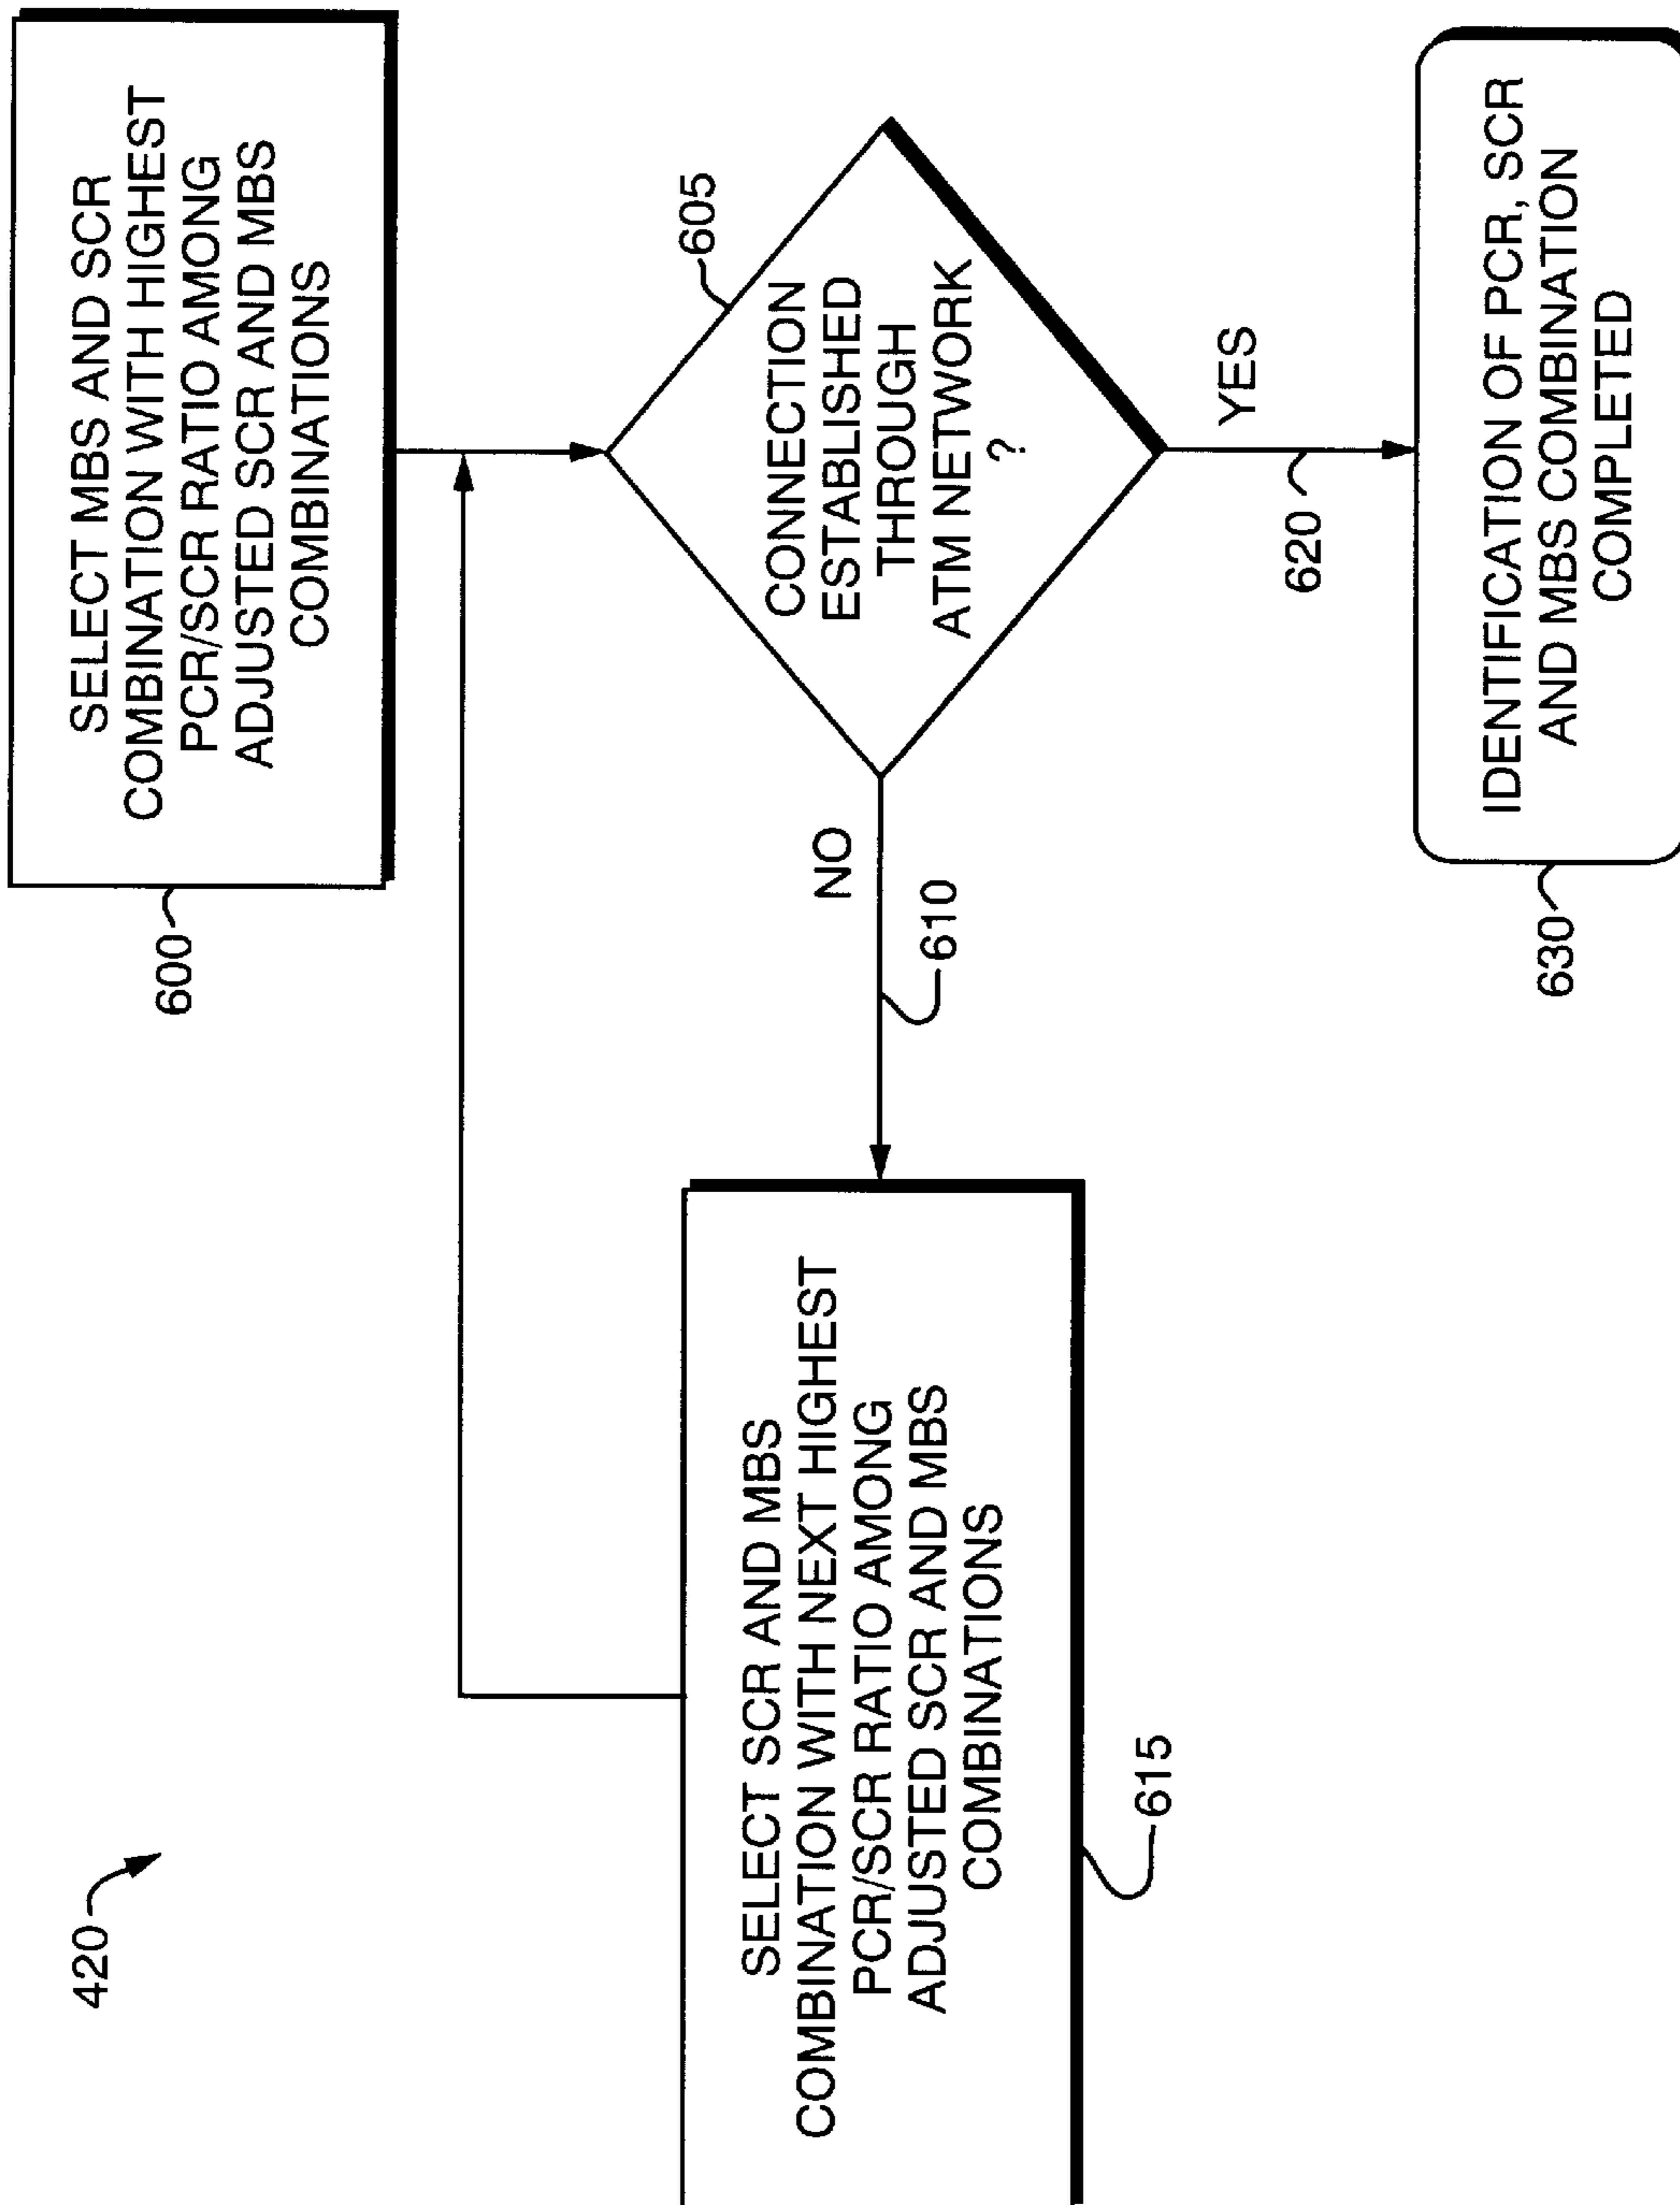 420
600
SELECT MBS AND SCR
COMBINATION WITH HIGHEST
PCR/SCR RATIO AMONG
ADJUSTED SCR AND MBS
COMBINATIONS
605
CONNECTION
ESTABLISHED
THROUGH
ATM NETWORK
?
NO
610
SELECT SCR AND MBS
COMBINATION WITH NEXT HIGHEST
PCR/SCR RATIO AMONG
ADJUSTED SCR AND MBS
COMBINATIONS
615
YES
620
630
IDENTIFICATION OF PCR, SCR
AND MBS COMBINATION
COMPLETED